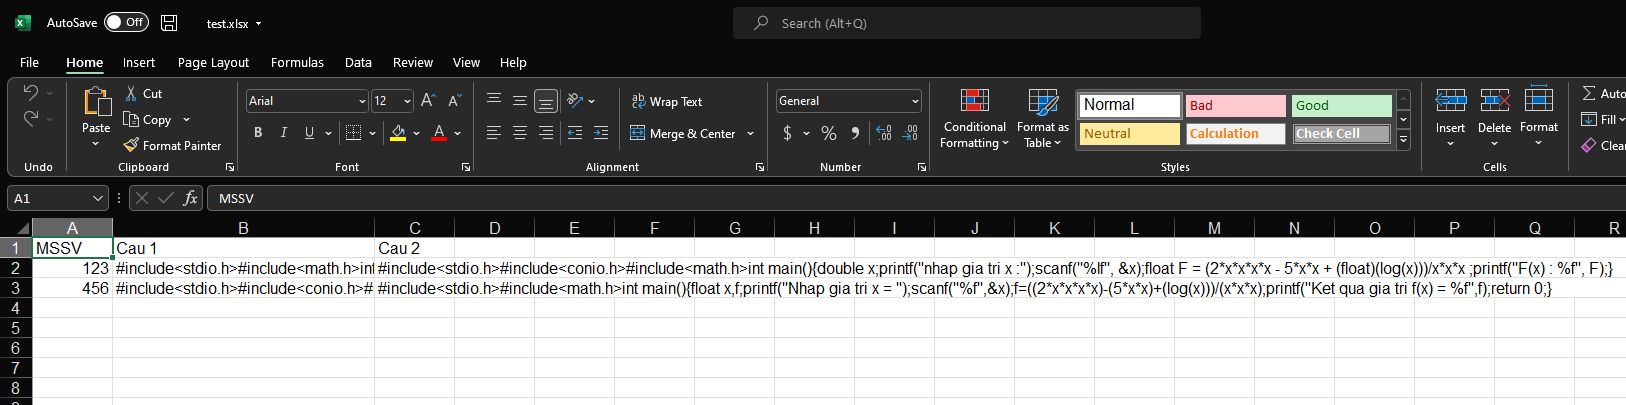 AutoSave Off test.xlsx Search (Alt+Q)
File Home Insert Page Layout Formulas Data Review View Help
Cut Arial 12 Wrap Text General Normal Bad Good
Paste Copy Conditional Formatting Format as Table Insert Delete Format Fill
Format Painter Merge & Center $ % Neutral Calculation Check Cell
Undo Clipboard Font Alignment Number Styles Cells
A1 fx MSSV
A B C D E F G H I J K L M N O P Q R
1 MSSV Cau 1 Cau 2
2 123 #include<stdio.h>#include<math.h>int #include<stdio.h>#include<conio.h>#include<math.h>int main(){double x;printf("nhap gia tri x :");scanf("%lf", &x);float F = (2*x*x*x*x - 5*x*x + (float)(log(x)))/x*x*x ;printf("F(x) : %f", F);}
3 456 #include<stdio.h>#include<conio.h># #include<stdio.h>#include<math.h>int main(){float x,f;printf("Nhap gia tri x = ");scanf("%f",&x);f=((2*x*x*x*x)-(5*x*x)+(log(x)))/(x*x*x);printf("Ket qua gia tri f(x) = %f",f);return 0;}
4
5
6
7
8